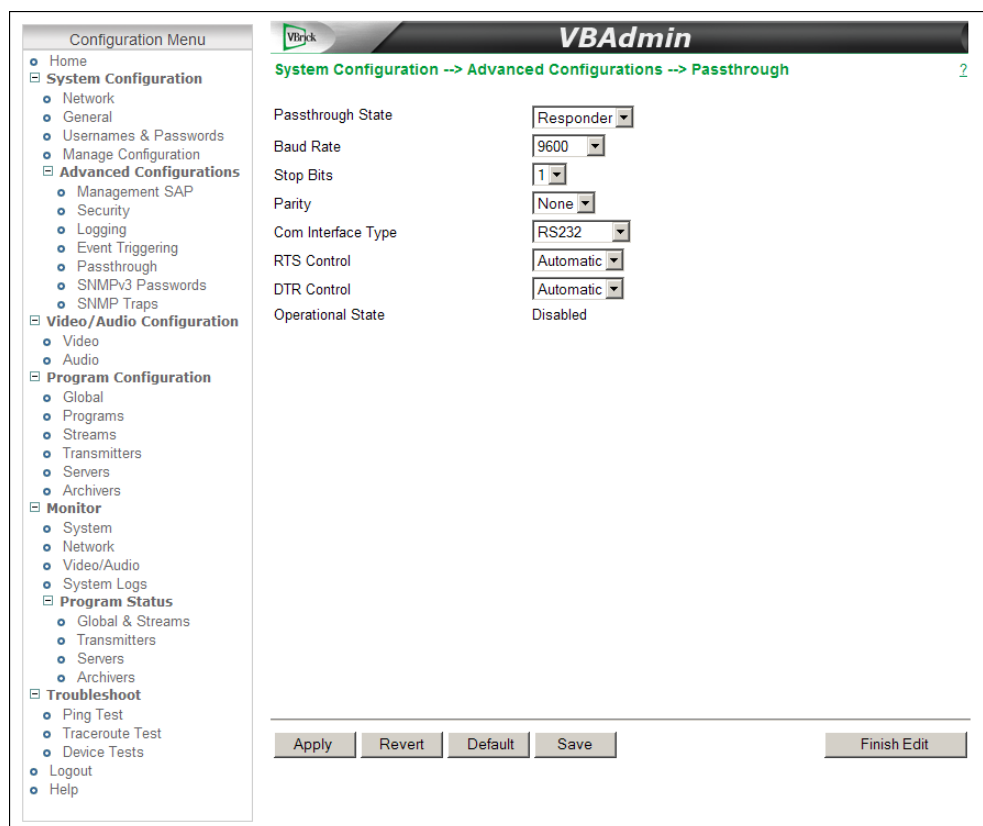 Configuration Menu
Home
System Configuration
Network
General
Usernames & Passwords
Manage Configuration
Advanced Configurations
Management SAP
Security
Logging
Event Triggering
Passthrough
SNMPv3 Passwords
SNMP Traps
Video/Audio Configuration
Video
Audio
Program Configuration
Global
Programs
Streams
Transmitters
Servers
Archivers
Monitor
System
Network
Video/Audio
System Logs
Program Status
Global & Streams
Transmitters
Servers
Archivers
Troubleshoot
Ping Test
Traceroute Test
Device Tests
Logout
Help
VBrick
VBAdmin
System Configuration --> Advanced Configurations --> Passthrough ?
Passthrough State Responder
Baud Rate 9600
Stop Bits 1
Parity None
Com Interface Type RS232
RTS Control Automatic
DTR Control Automatic
Operational State Disabled
Apply Revert Default Save Finish Edit